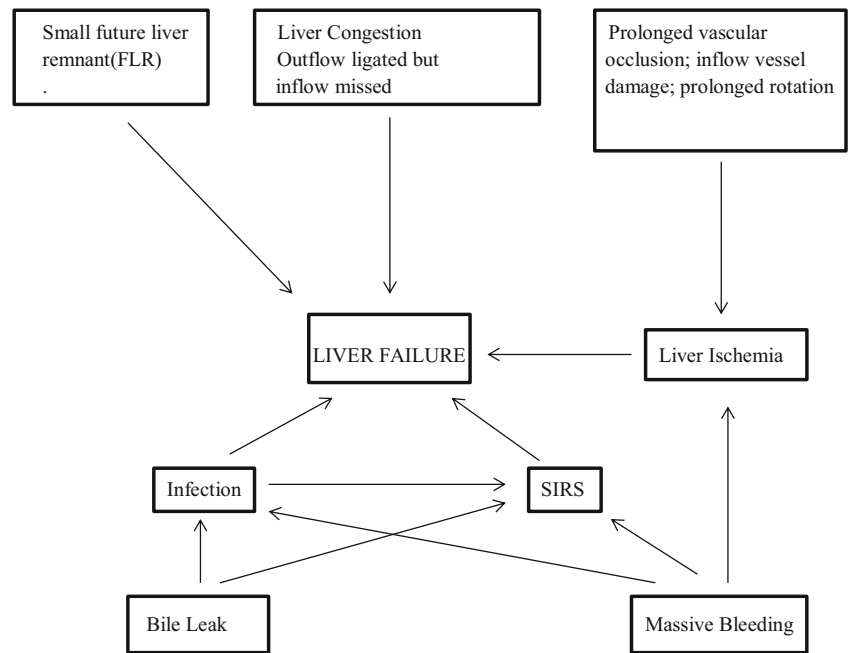 Small future liver
remnant(FLR)
.
Liver Congestion
Outflow ligated but
inflow missed
Prolonged vascular
occlusion; inflow vessel
damage; prolonged rotation
LIVER FAILURE
Liver Ischemia
Infection
SIRS
Bile Leak
Massive Bleeding